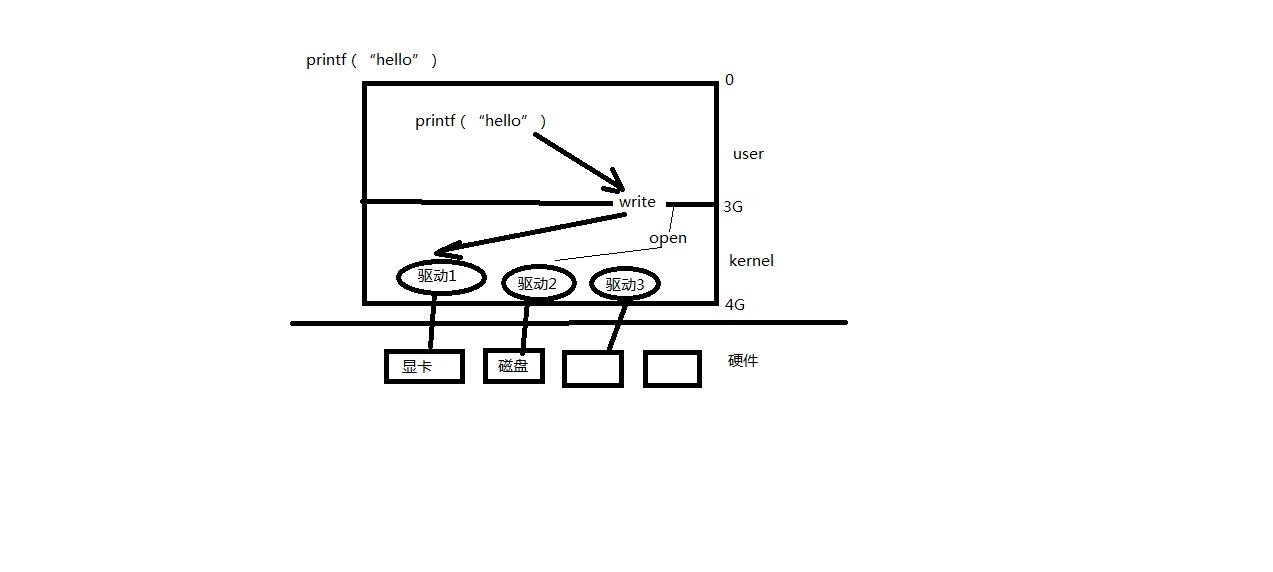 printf（ “hello” ）
0
printf（ “hello” ）
user
write
3G
open
kernel
驱动1
驱动2
驱动3
4G
显卡
磁盘
硬件